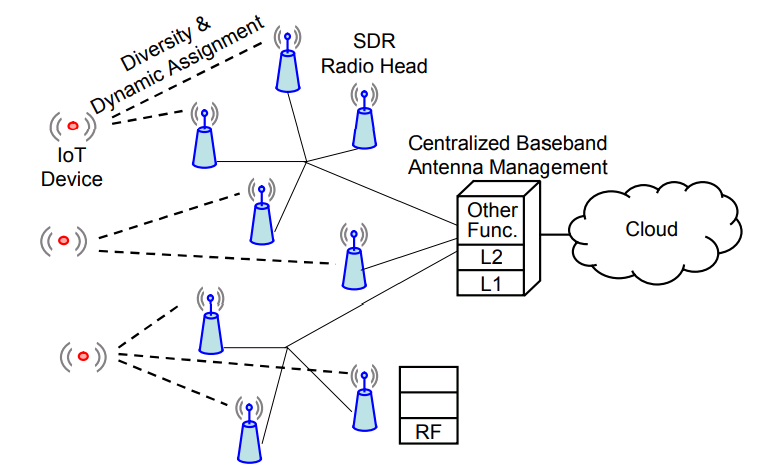 Diversity &
Dynamic Assignment
SDR
Radio Head
IoT
Device
Centralized Baseband
Antenna Management
Other
Func.
L2
L1
Cloud
RF